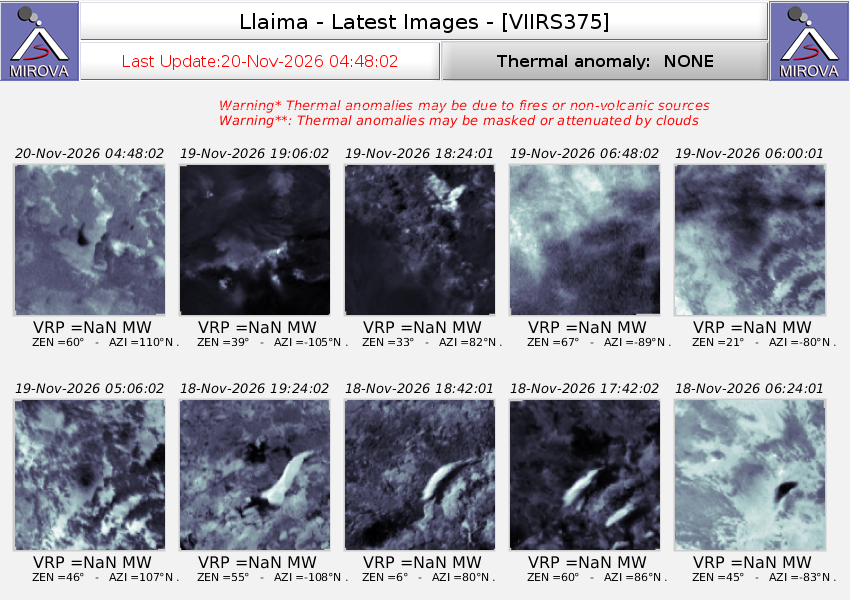 MIROVA
Llaima - Latest Images - [VIIRS375]
MIROVA
Last Update:20-Nov-2026 04:48:02
Thermal anomaly: NONE
Warning* Thermal anomalies may be due to fires or non-volcanic sources
Warning**: Thermal anomalies may be masked or attenuated by clouds
20-Nov-2026 04:48:02 19-Nov-2026 19:06:02 19-Nov-2026 18:24:01 19-Nov-2026 06:48:02 19-Nov-2026 06:00:01
VRP =NaN MW VRP =NaN MW VRP =NaN MW VRP =NaN MW VRP =NaN MW
ZEN =60° - AZI =110°N . ZEN =39° - AZI =-105°N . ZEN =33° - AZI =82°N . ZEN =67° - AZI =-89°N . ZEN =21° - AZI =-80°N .
19-Nov-2026 05:06:02 18-Nov-2026 19:24:02 18-Nov-2026 18:42:01 18-Nov-2026 17:42:02 18-Nov-2026 06:24:01
VRP =NaN MW VRP =NaN MW VRP =NaN MW VRP =NaN MW VRP =NaN MW
ZEN =46° - AZI =107°N . ZEN =55° - AZI =-108°N . ZEN =6° - AZI =80°N . ZEN =60° - AZI =86°N . ZEN =45° - AZI =-83°N .